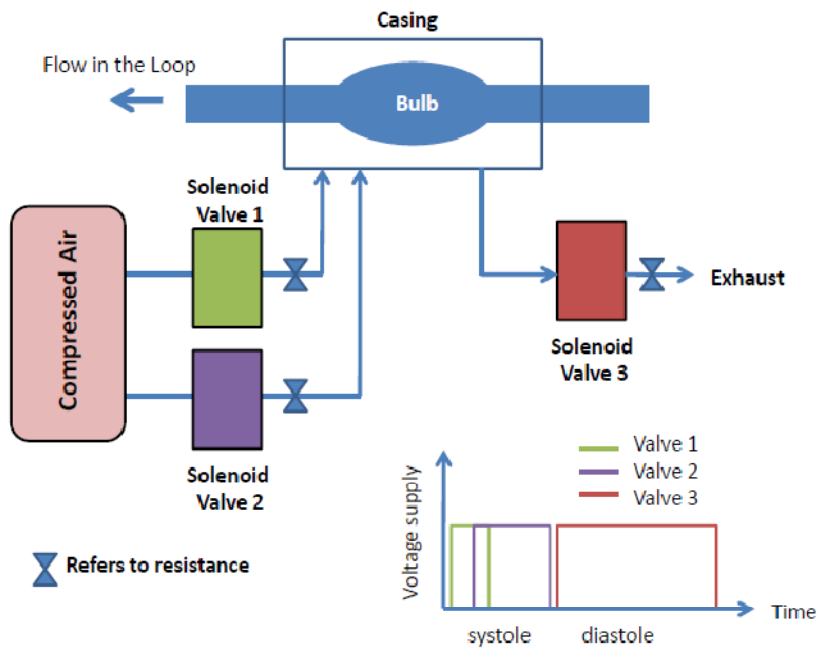 Casing
Flow in the Loop
Bulb
Solenoid
Valve 1
Compressed Air
Exhaust
Solenoid
Valve 3
Solenoid
Valve 2
Valve 1
Valve 2
Valve 3
Voltage supply
Refers to resistance
Time
systole
diastole